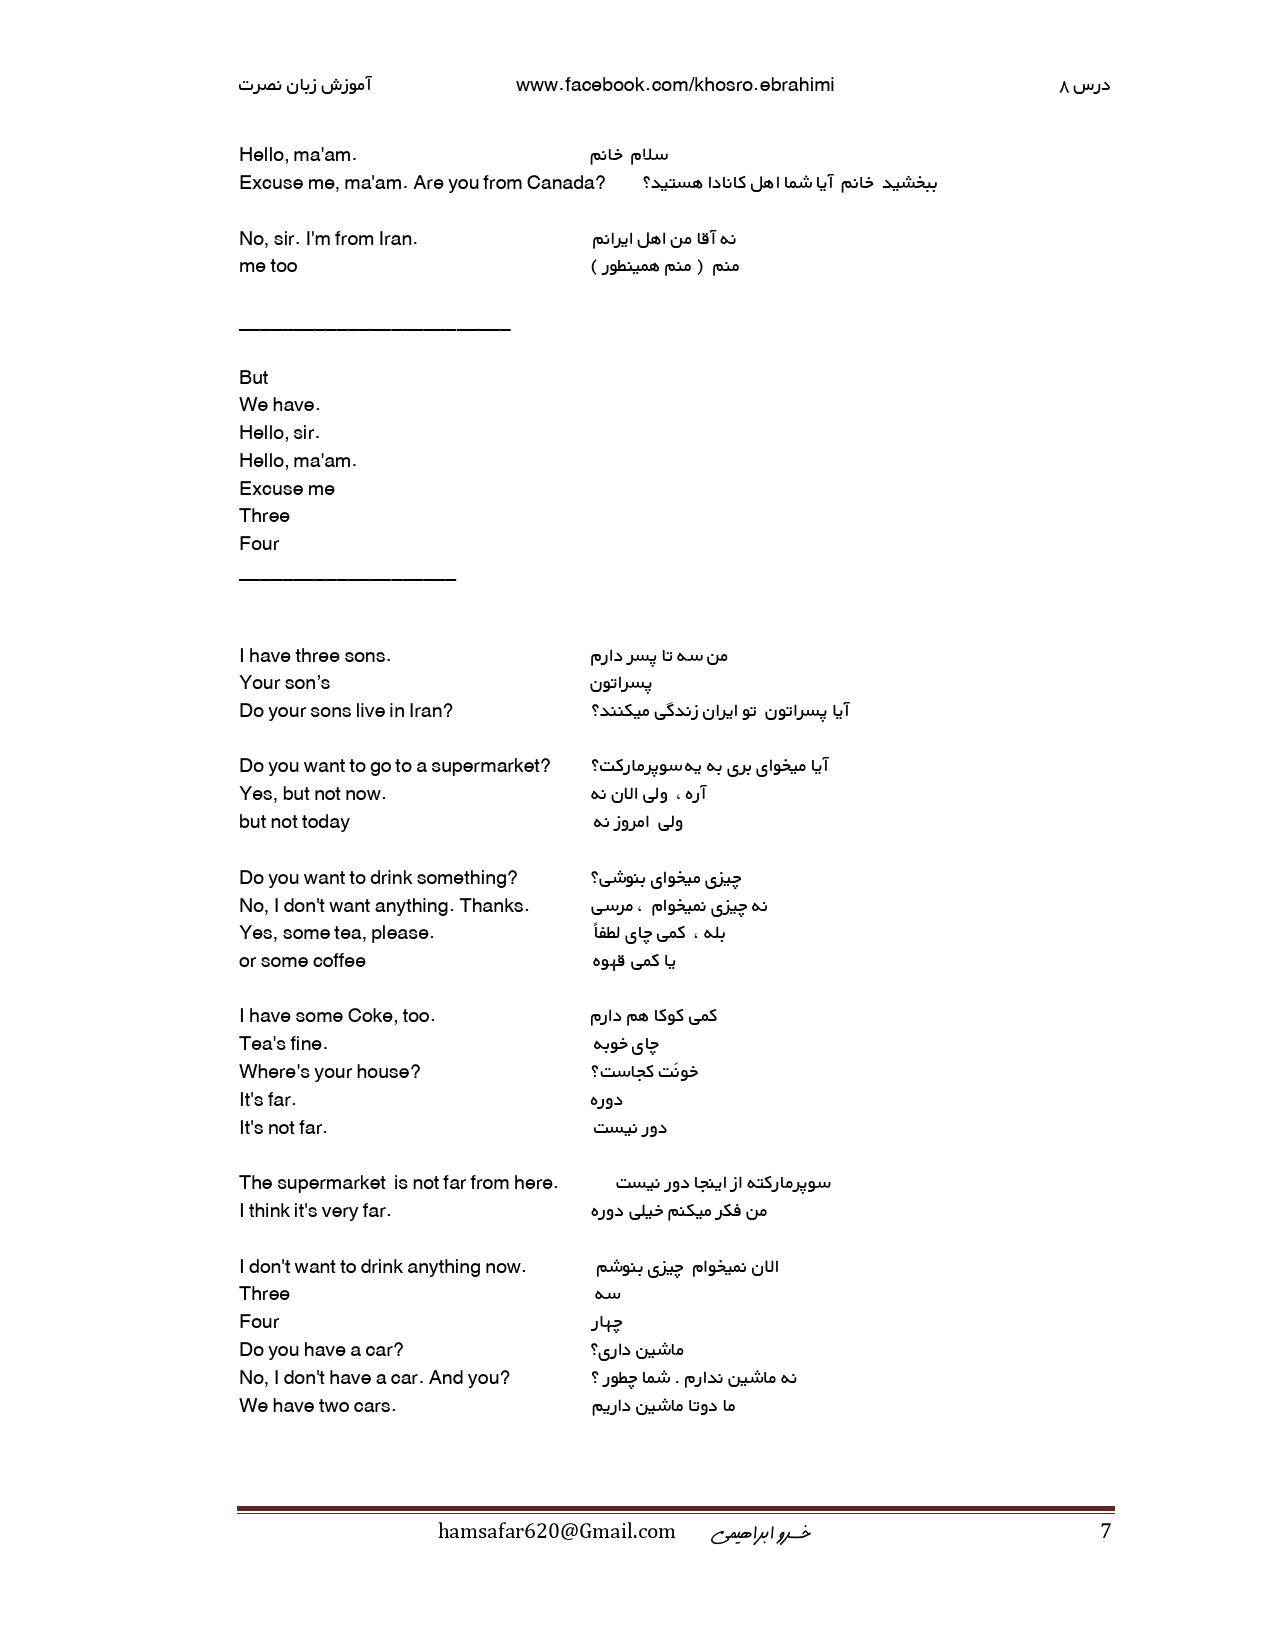 آموزش زبان نصرت www.facebook.com/khosro.ebrahimi درس ۸
Hello, ma'am. سلام خانم
Excuse me, ma'am. Are you from Canada? ببخشید خانم آیا شما اهل کانادا هستید؟
No, sir. I'm from Iran. نه آقا من اهل ایرانم
me too منم ( منم همینطور )
_________________________
But
We have.
Hello, sir.
Hello, ma'am.
Excuse me
Three
Four
____________________
I have three sons. من سه تا پسر دارم
Your son’s پسراتون
Do your sons live in Iran? آیا پسراتون تو ایران زندگی میکنند؟
Do you want to go to a supermarket? آیا میخوای بری به یه سوپرمارکت؟
Yes, but not now. آره ، ولی الان نه
but not today ولی امروز نه
Do you want to drink something? چیزی میخوای بنوشی؟
No, I don't want anything. Thanks. نه چیزی نمیخوام ، مرسی
Yes, some tea, please. بله ، کمی چای لطفاً
or some coffee یا کمی قهوه
I have some Coke, too. کمی کوکا هم دارم
Tea's fine. چای خوبه
Where's your house? خونَت کجاست؟
It's far. دوره
It's not far. دور نیست
The supermarket is not far from here. سوپرمارکته از اینجا دور نیست
I think it's very far. من فکر میکنم خیلی دوره
I don't want to drink anything now. الان نمیخوام چیزی بنوشم
Three سه
Four چهار
Do you have a car? ماشین داری؟
No, I don't have a car. And you? نه ماشین ندارم . شما چطور ؟
We have two cars. ما دوتا ماشین داریم
hamsafar620@Gmail.com خسرو ابراهیمی 7